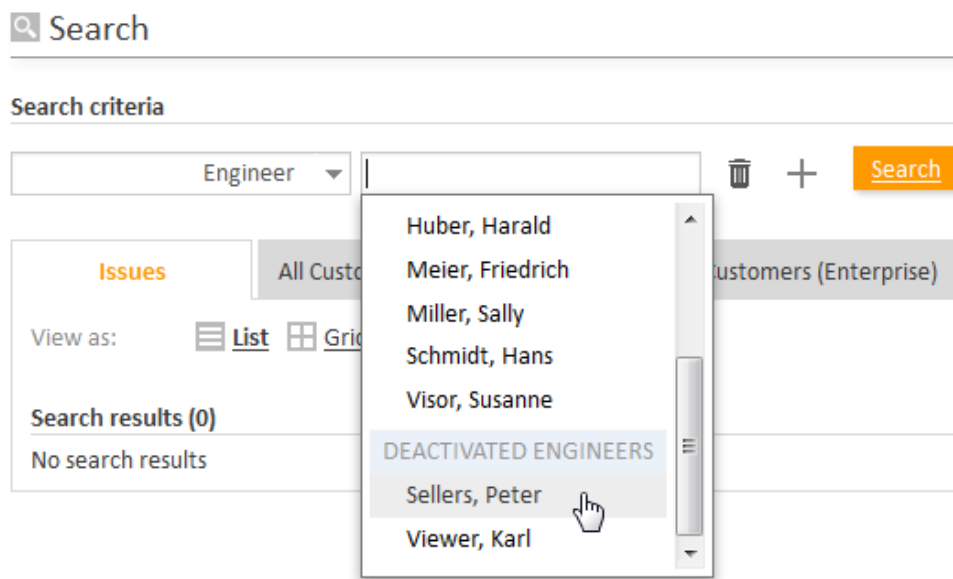 Search
Search criteria
Engineer
Search
Huber, Harald
Meier, Friedrich
Miller, Sally
Schmidt, Hans
Visor, Susanne
DEACTIVATED ENGINEERS
Sellers, Peter
Viewer, Karl
Issues
All Custo
ustomers (Enterprise)
View as:
List
Grid
Search results (0)
No search results